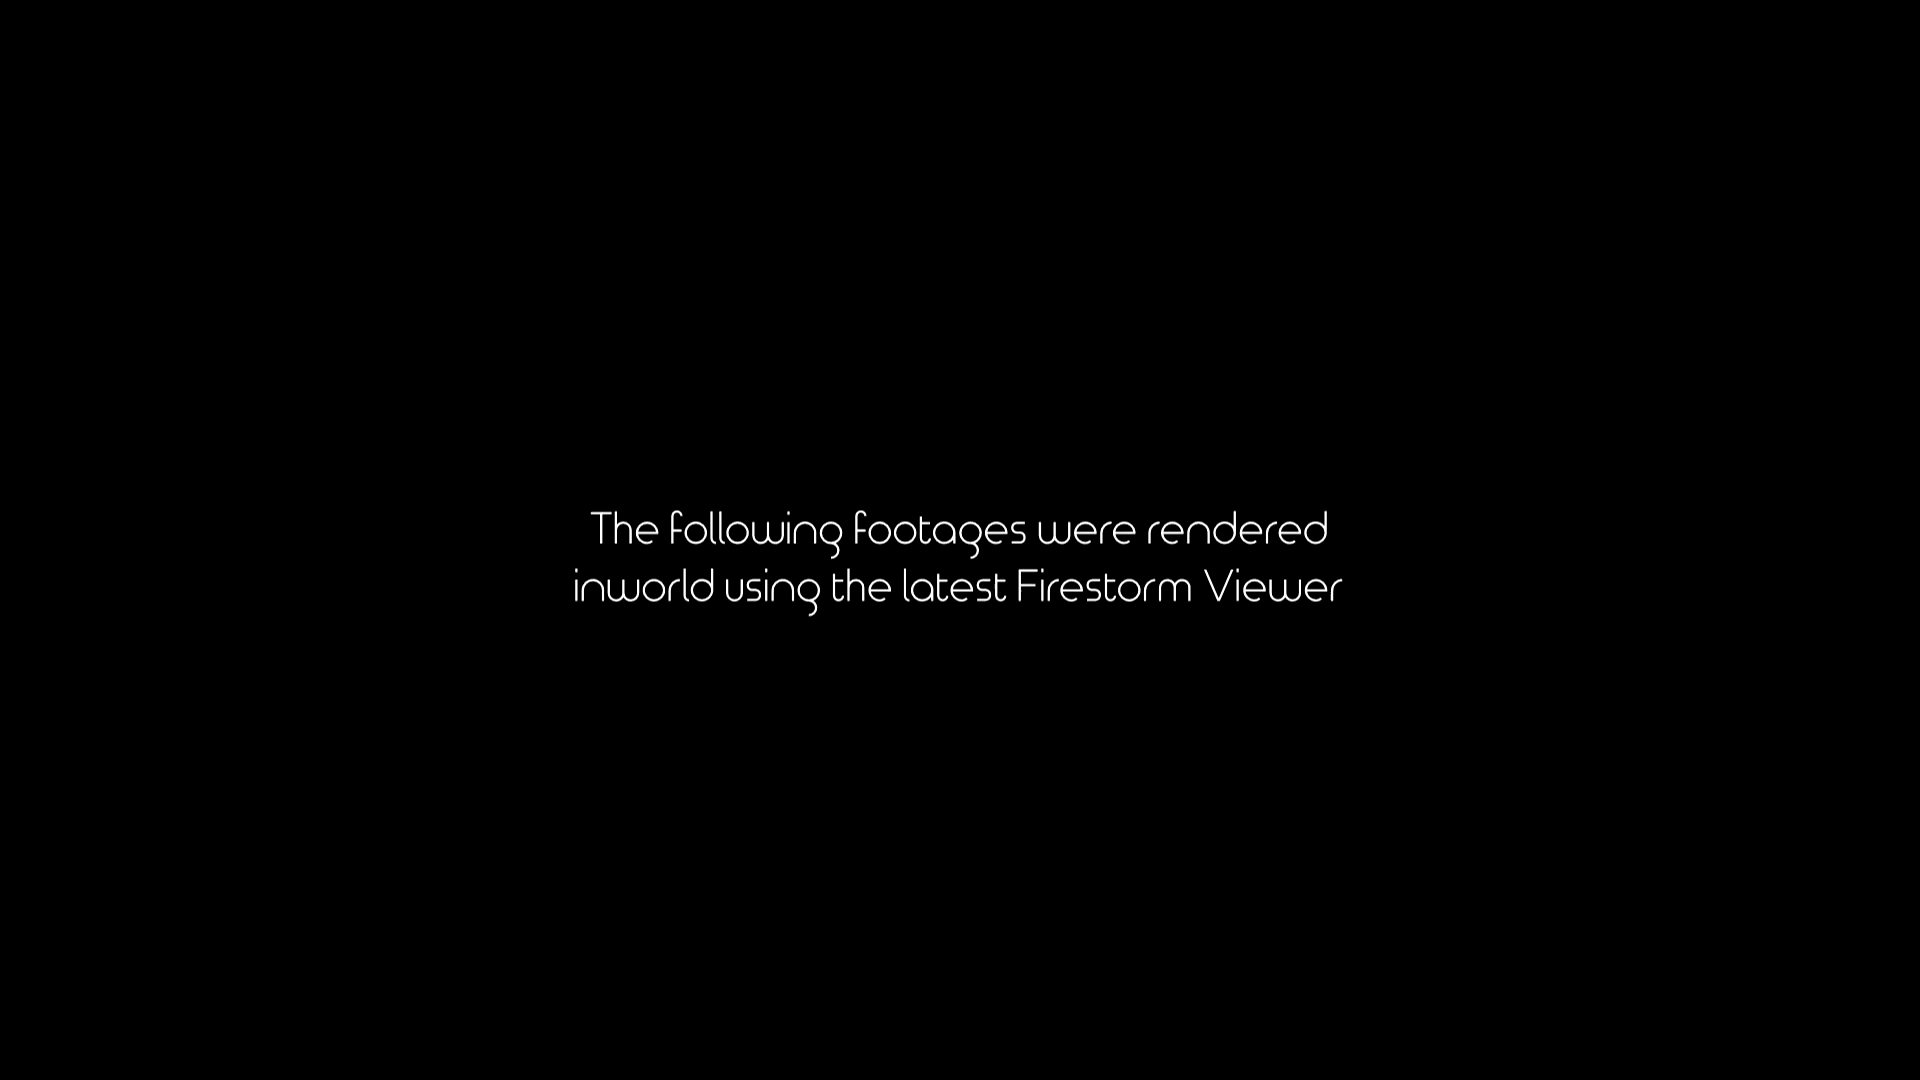 The following footages were rendered
inworld using the latest Firestorm Viewer